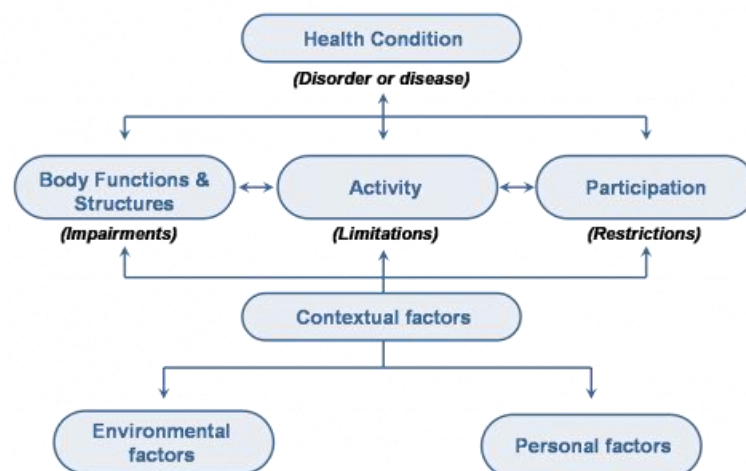 Health Condition
(Disorder or disease)
Body Functions &
Structures
Activity
Participation
(Impairments)
(Limitations)
(Restrictions)
Contextual factors
Environmental
factors
Personal factors